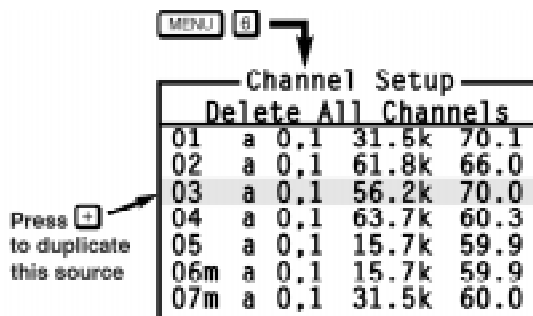 MENU 6
Channel Setup
Delete All Channels
01 a 0,1 31.5k 70.1
02 a 0,1 61.8k 66.0
03 a 0,1 56.2k 70.0
04 a 0,1 63.7k 60.3
05 a 0,1 15.7k 59.9
06m a 0,1 15.7k 59.9
07m a 0,1 31.5k 60.0
Press +
to duplicate
this source